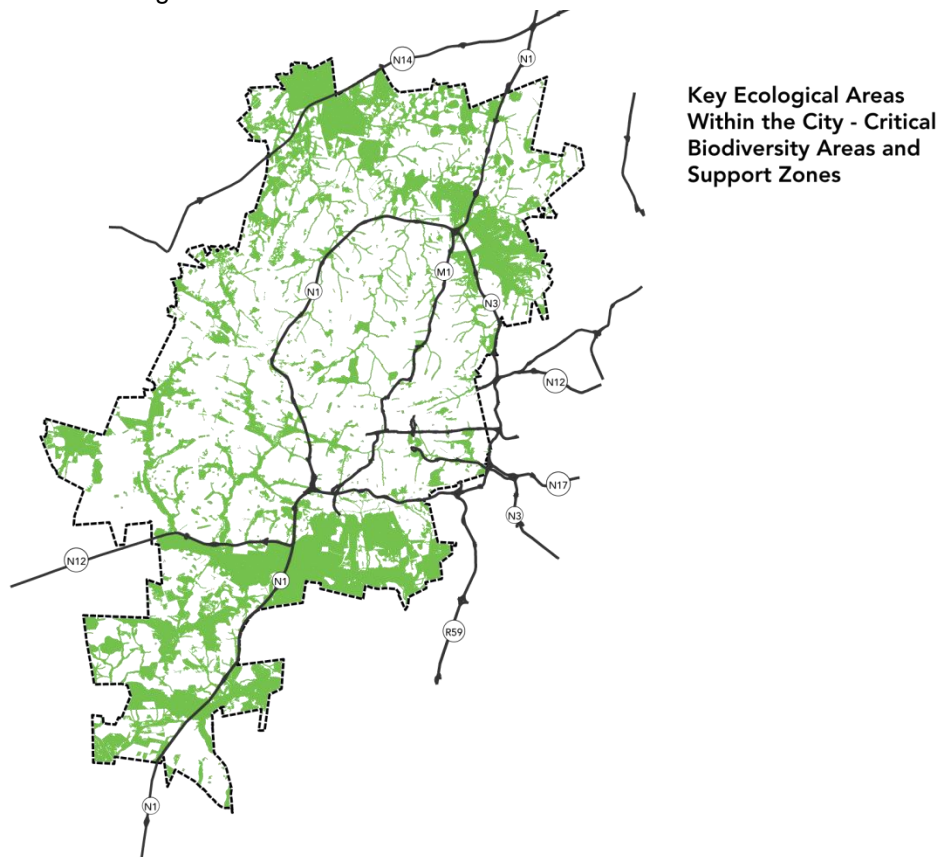 N14
N1
Key Ecological Areas
Within the City - Critical
Biodiversity Areas and
Support Zones
M1
N1
N3
N12
N17
N3
N12
N1
R59
N1